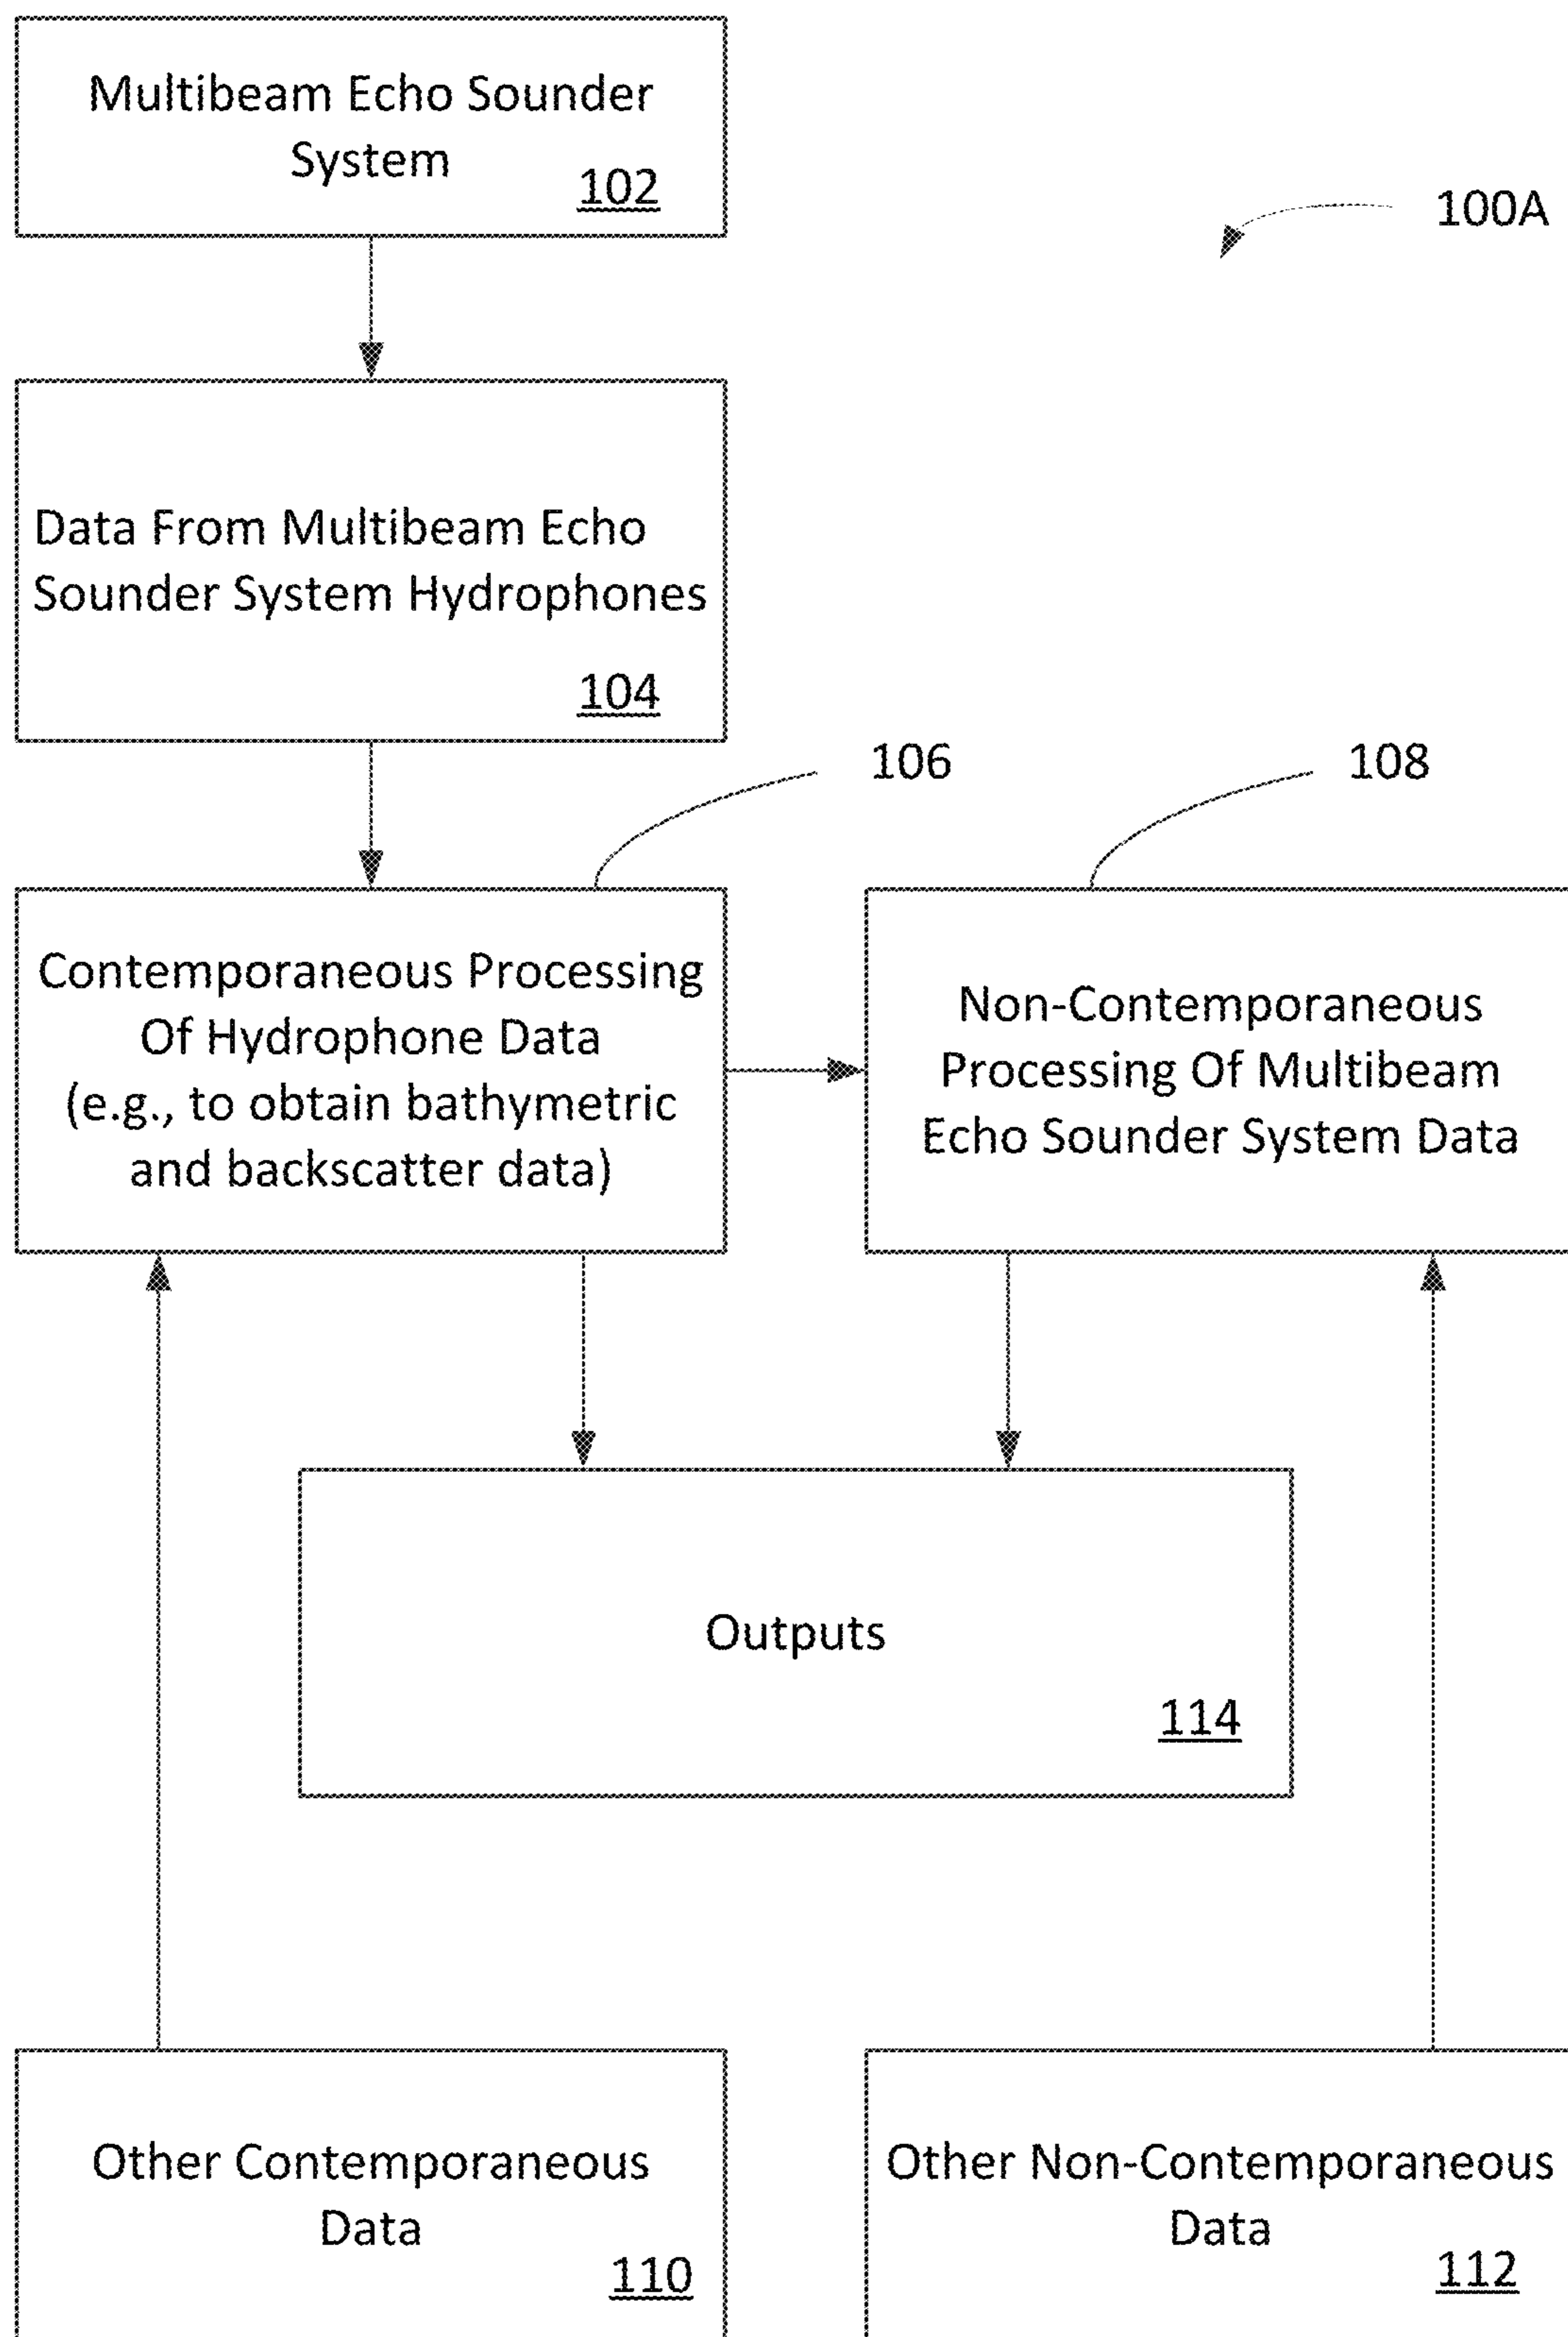 Multibeam Echo Sounder
System
102
100A
Data From Multibeam Echo
Sounder System Hydrophones
104
106
108
Contemporaneous Processing
Of Hydrophone Data
(e.g., to obtain bathymetric
and backscatter data)
Non-Contemporaneous
Processing Of Multibeam
Echo Sounder System Data
Outputs
114
Other Contemporaneous
Data
110
Other Non-Contemporaneous
Data
112